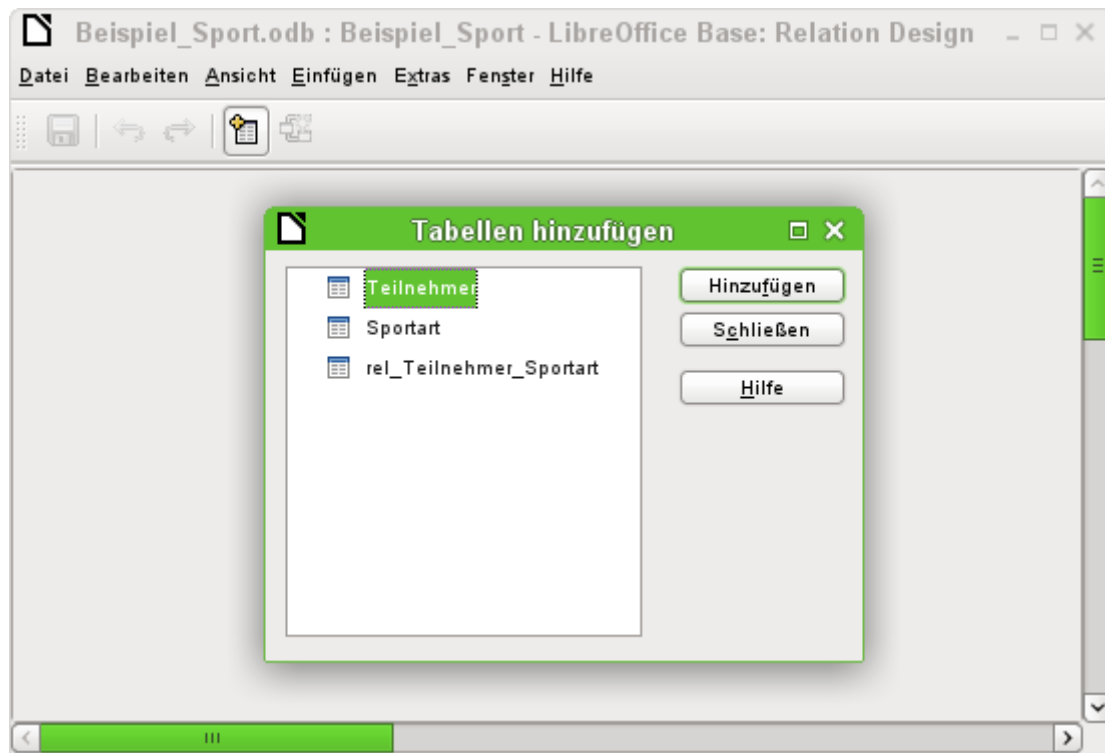 Beispiel_Sport.odb : Beispiel_Sport - LibreOffice Base: Relation Design
Datei Bearbeiten Ansicht Einfügen Extras Fenster Hilfe
Tabellen hinzufügen
Teilnehmer
Hinzufügen
Sportart
Schließen
rel_Teilnehmer_Sportart
Hilfe